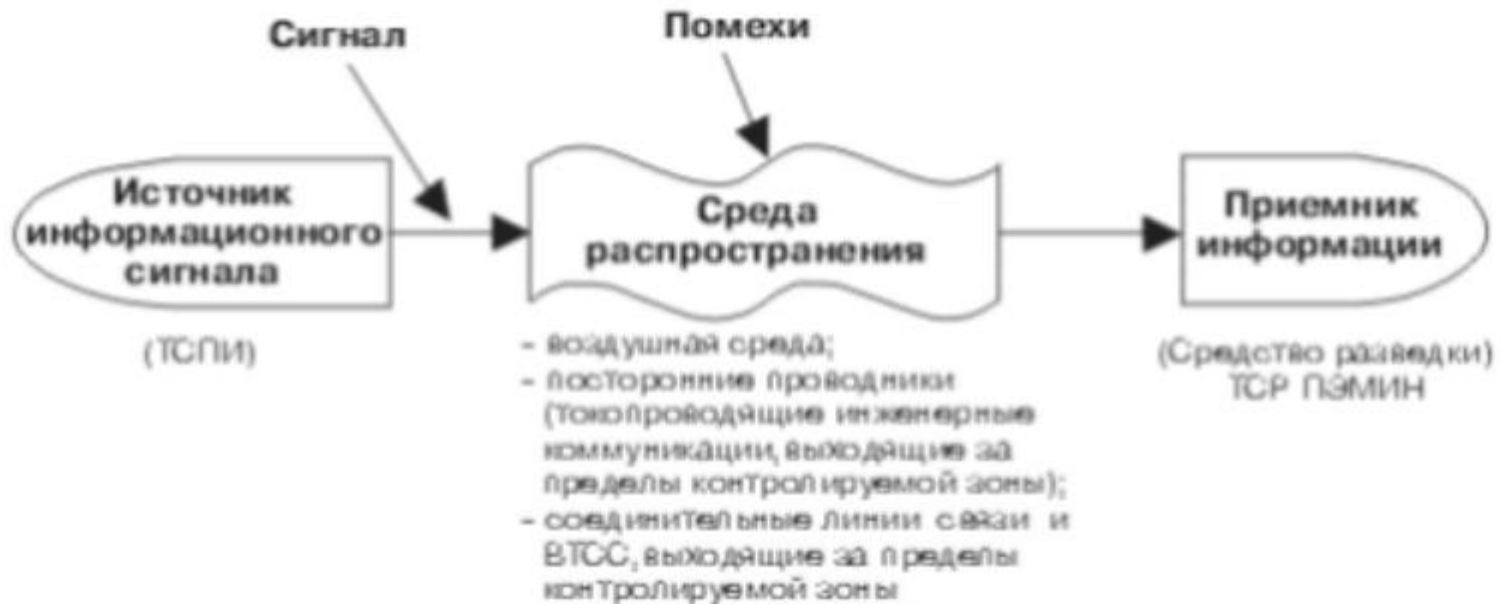 Сигнал
Помехи
Источник
информационного
сигнала
(ТСПИ)
Среда
распространения
– воздушная среда;
– посторонние проводники
(токопроводящие инженерные
коммуникации, выходящие за
пределы контролируемой зоны);
– соединительные линии связи и
ВТСС, выходящие за пределы
контролируемой зоны
Приемник
информации
(Средство разведки)
ТСР ПЭМИН